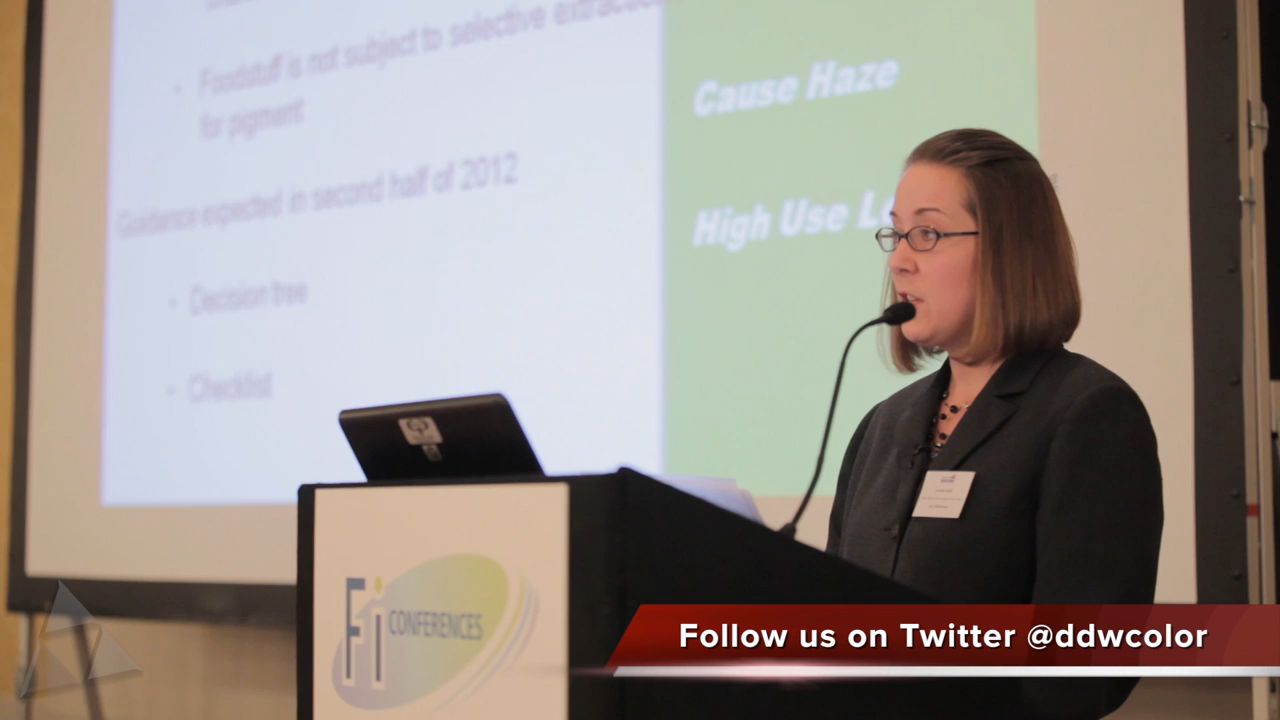 Foodstuff is not subject to selective extraction
for pigment
Guidance expected in second half of 2012
Decision tree
Checklist
Cause Haze
High Use
Fi CONFERENCES
Follow us on Twitter @ddwcolor